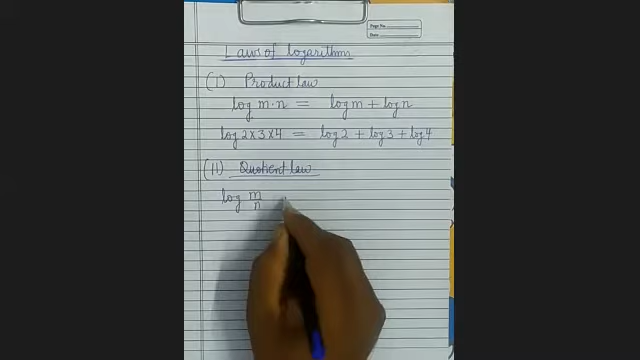 Page No.
Date
Laws of logarithms
(I) Product law
log m·n = log m + log n
log 2×3×4 = log 2 + log 3 + log 4
(II) Quotient law
log m/n